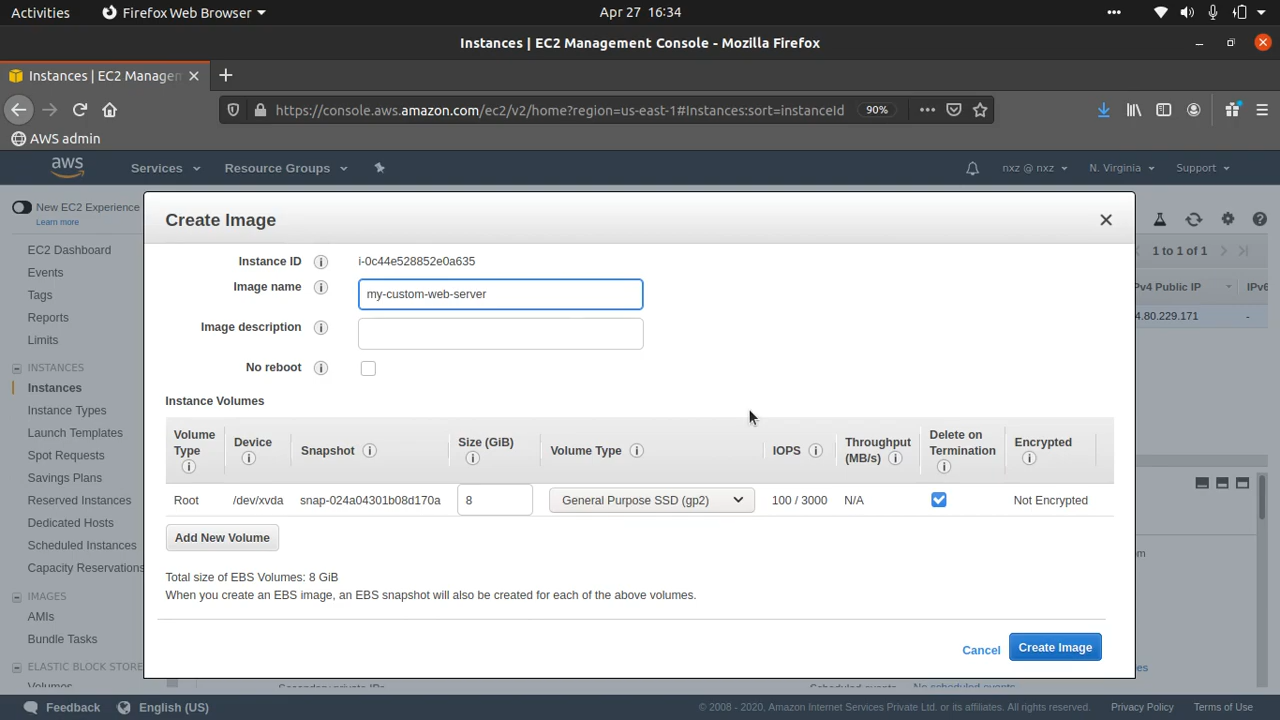 Activities Firefox Web Browser Apr 27 16:34
Instances | EC2 Management Console - Mozilla Firefox
Instances | EC2 Managem
https://console.aws.amazon.com/ec2/v2/home?region=us-east-1#Instances:sort=instanceId 90%
AWS admin
aws Services Resource Groups nxz @ nxz N. Virginia Support
New EC2 Experience
Learn more
EC2 Dashboard
Events
Tags
Reports
Limits
INSTANCES
Instances
Instance Types
Launch Templates
Spot Requests
Savings Plans
Reserved Instances
Dedicated Hosts
Scheduled Instances
Capacity Reservations
IMAGES
AMIs
Bundle Tasks
ELASTIC BLOCK STORE
Volumes
1 to 1 of 1
Pv4 Public IP IPv6
4.80.229.171 -
Create Image
Instance ID i-0c44e528852e0a635
Image name my-custom-web-server
Image description
No reboot
Instance Volumes
Volume Type Device Snapshot Size (GiB) Volume Type IOPS Throughput (MB/s) Delete on Termination Encrypted
Root /dev/xvda snap-024a04301b08d170a 8 General Purpose SSD (gp2) 100 / 3000 N/A Not Encrypted
Add New Volume
Total size of EBS Volumes: 8 GiB
When you create an EBS image, an EBS snapshot will also be created for each of the above volumes.
Cancel Create Image
Secondary private IPs Scheduled events No scheduled events
Feedback English (US) © 2008 - 2020, Amazon Internet Services Private Ltd. or its affiliates. All rights reserved. Privacy Policy Terms of Use